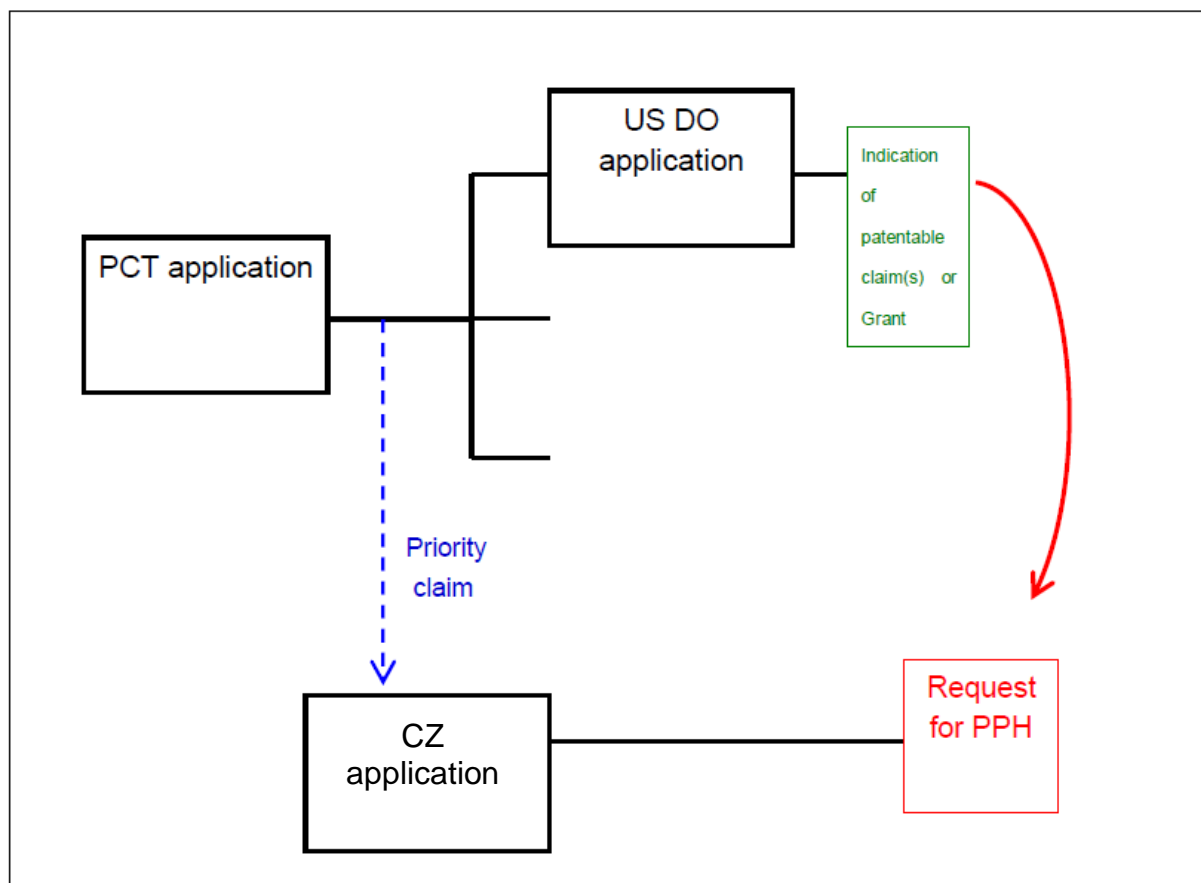 US DO
application
Indication
of
patentable
claim(s) or
Grant
PCT application
Priority
claim
CZ
application
Request
for PPH